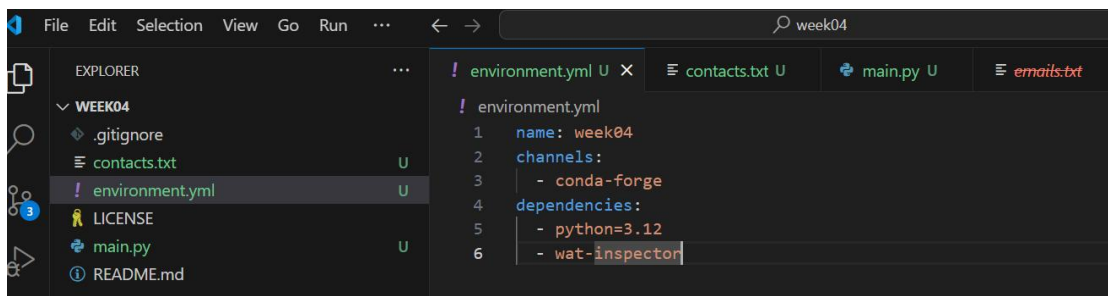 File Edit Selection View Go Run ··· ← → week04
EXPLORER ···
WEEK04
.gitignore
contacts.txt U
environment.yml U
LICENSE
main.py U
README.md
3
! environment.yml U × contacts.txt U main.py U emails.txt
! environment.yml
1 name: week04
2 channels:
3 - conda-forge
4 dependencies:
5 - python=3.12
6 - wat-inspector